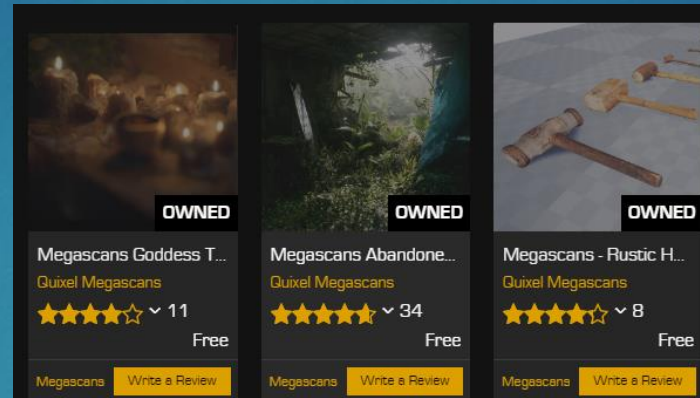 OWNED
Megascans Goddess T...
Quixel Megascans
11
Free
Megascans Write a Review
OWNED
Megascans Abandone...
Quixel Megascans
34
Free
Megascans Write a Review
OWNED
Megascans - Rustic H...
Quixel Megascans
8
Free
Megascans Write a Review